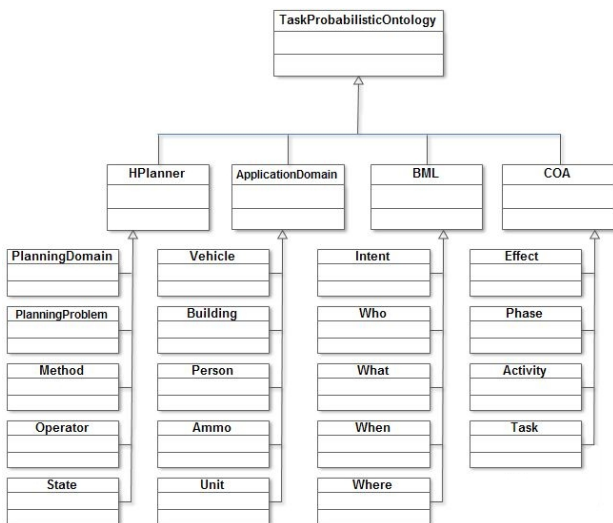 TaskProbabilisticOntology
HPlanner
ApplicationDomain
BML
COA
PlanningDomain
Vehicle
Intent
Effect
PlanningProblem
Building
Who
Phase
Method
Person
What
Activity
Operator
Ammo
When
Task
State
Unit
Where